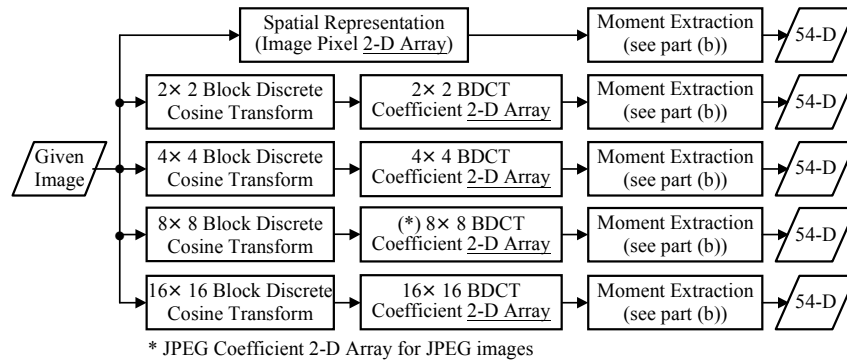 Spatial Representation
(Image Pixel 2-D Array)
Moment Extraction
(see part (b))
54-D
2× 2 Block Discrete
Cosine Transform
2× 2 BDCT
Coefficient 2-D Array
Moment Extraction
(see part (b))
54-D
Given
Image
4× 4 Block Discrete
Cosine Transform
4× 4 BDCT
Coefficient 2-D Array
Moment Extraction
(see part (b))
54-D
8× 8 Block Discrete
Cosine Transform
(*) 8× 8 BDCT
Coefficient 2-D Array
Moment Extraction
(see part (b))
54-D
16× 16 Block Discrete
Cosine Transform
16× 16 BDCT
Coefficient 2-D Array
Moment Extraction
(see part (b))
54-D
* JPEG Coefficient 2-D Array for JPEG images